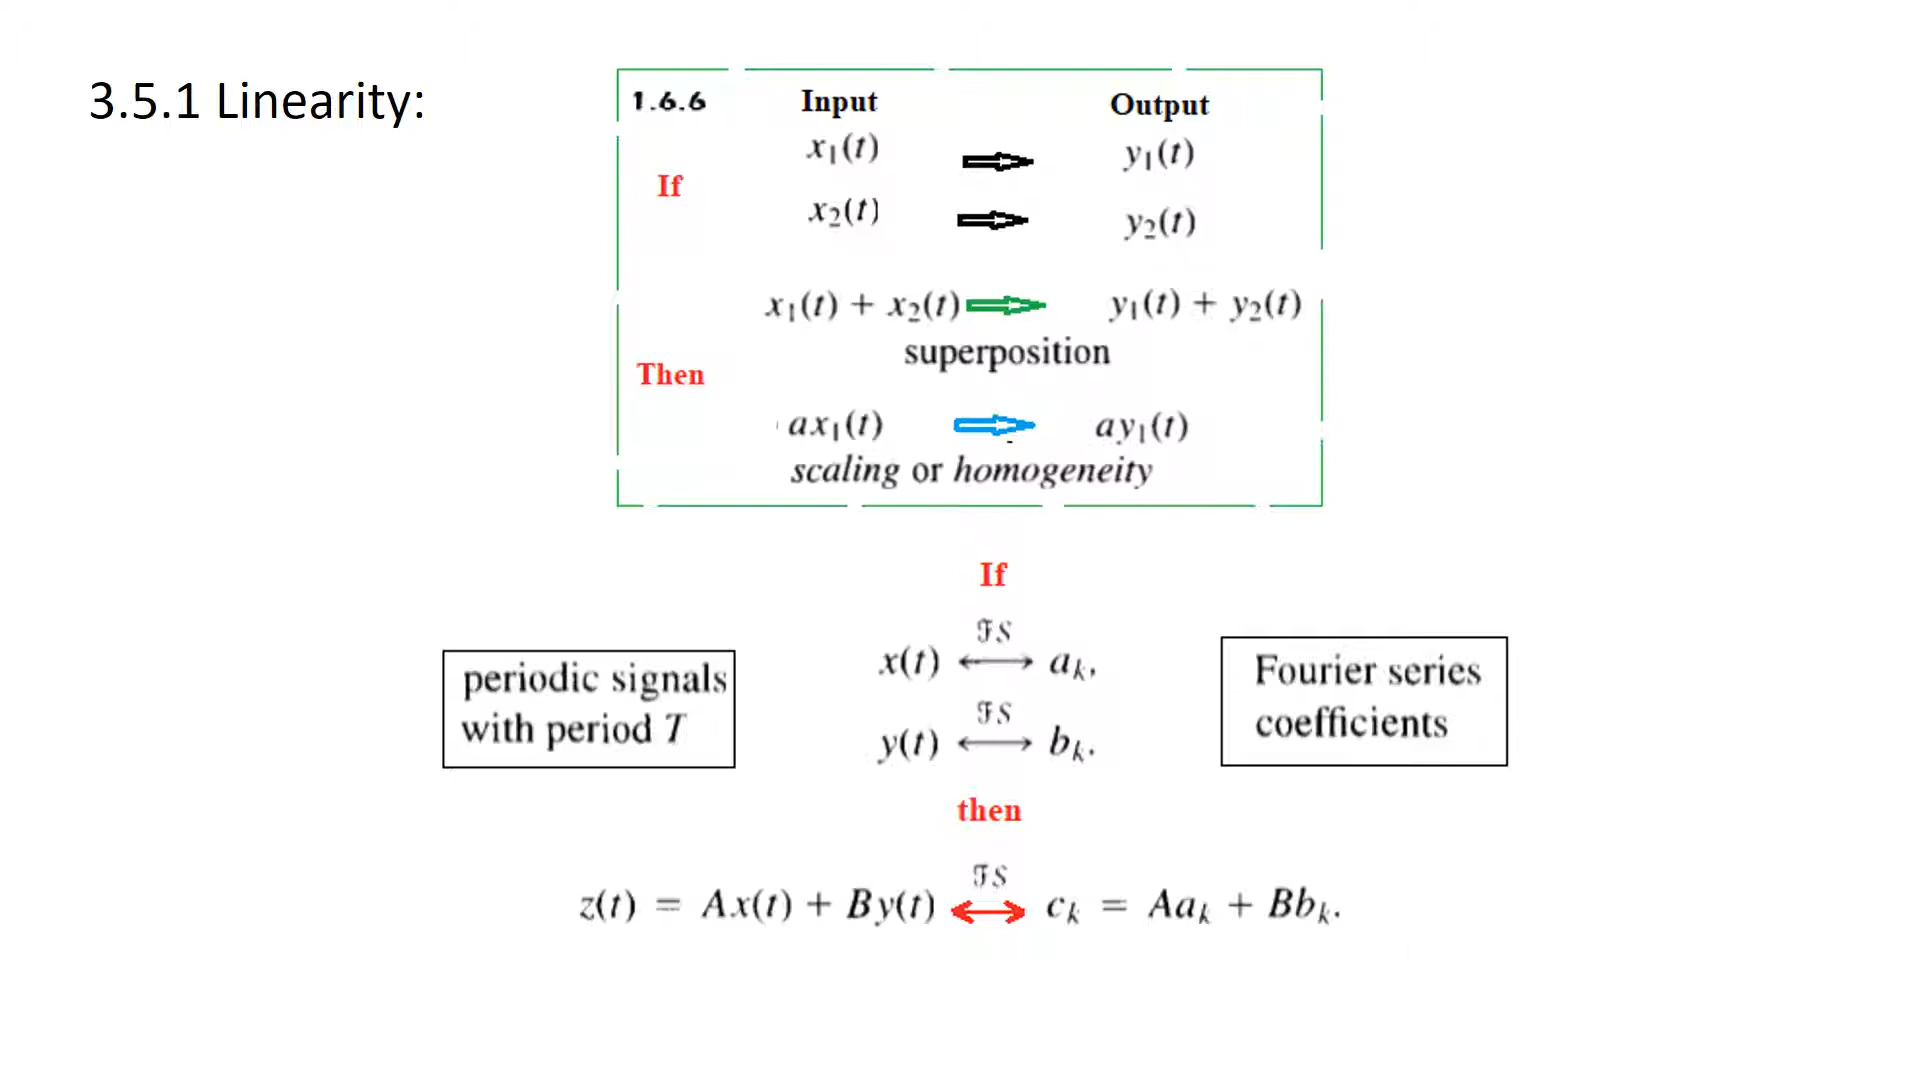 3.5.1 Linearity:
1.6.6 Input Output
x₁(t) y₁(t)
If
x₂(t) y₂(t)
x₁(t) + x₂(t) y₁(t) + y₂(t)
superposition
Then
ax₁(t) ay₁(t)
scaling or homogeneity
If
ℱS
x(t) ⟷ aₖ,
ℱS
y(t) ⟷ bₖ.
periodic signals
with period T
Fourier series
coefficients
then
ℱS
z(t) = Ax(t) + By(t) ⟷ cₖ = Aaₖ + Bbₖ.